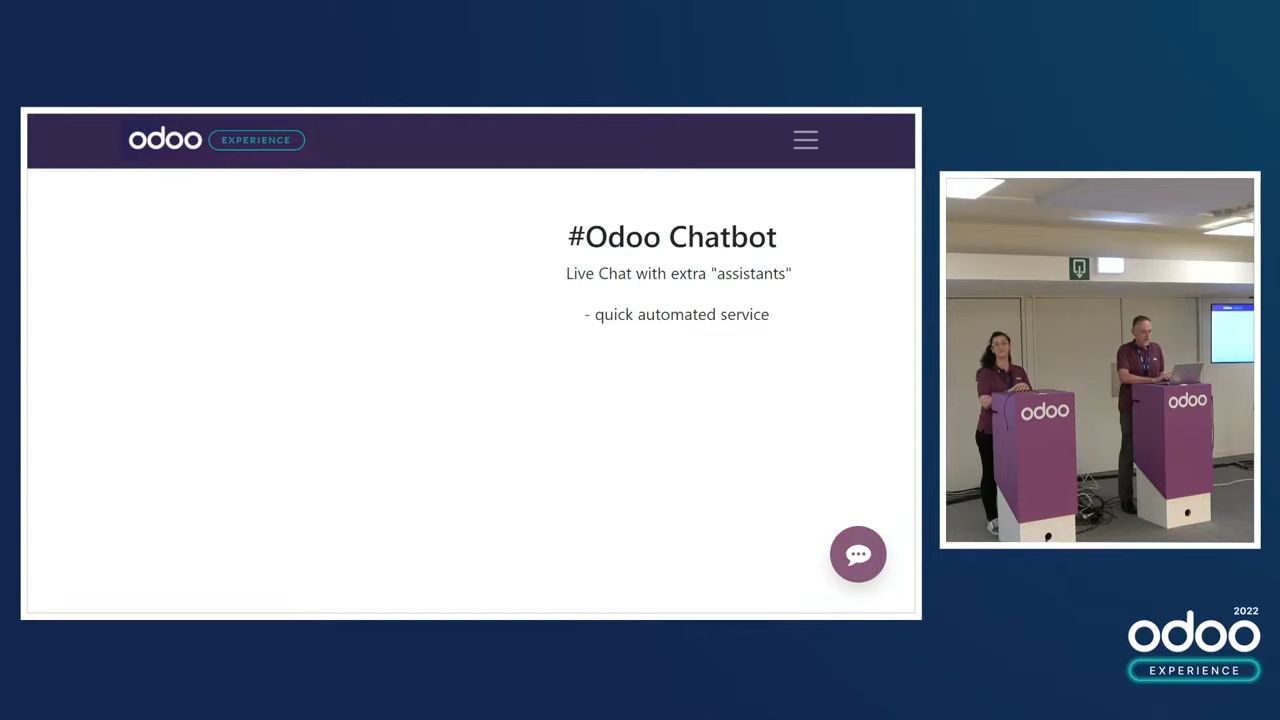 odoo EXPERIENCE
#Odoo Chatbot
Live Chat with extra "assistants"
- quick automated service
odoo
odoo
2022
odoo
EXPERIENCE